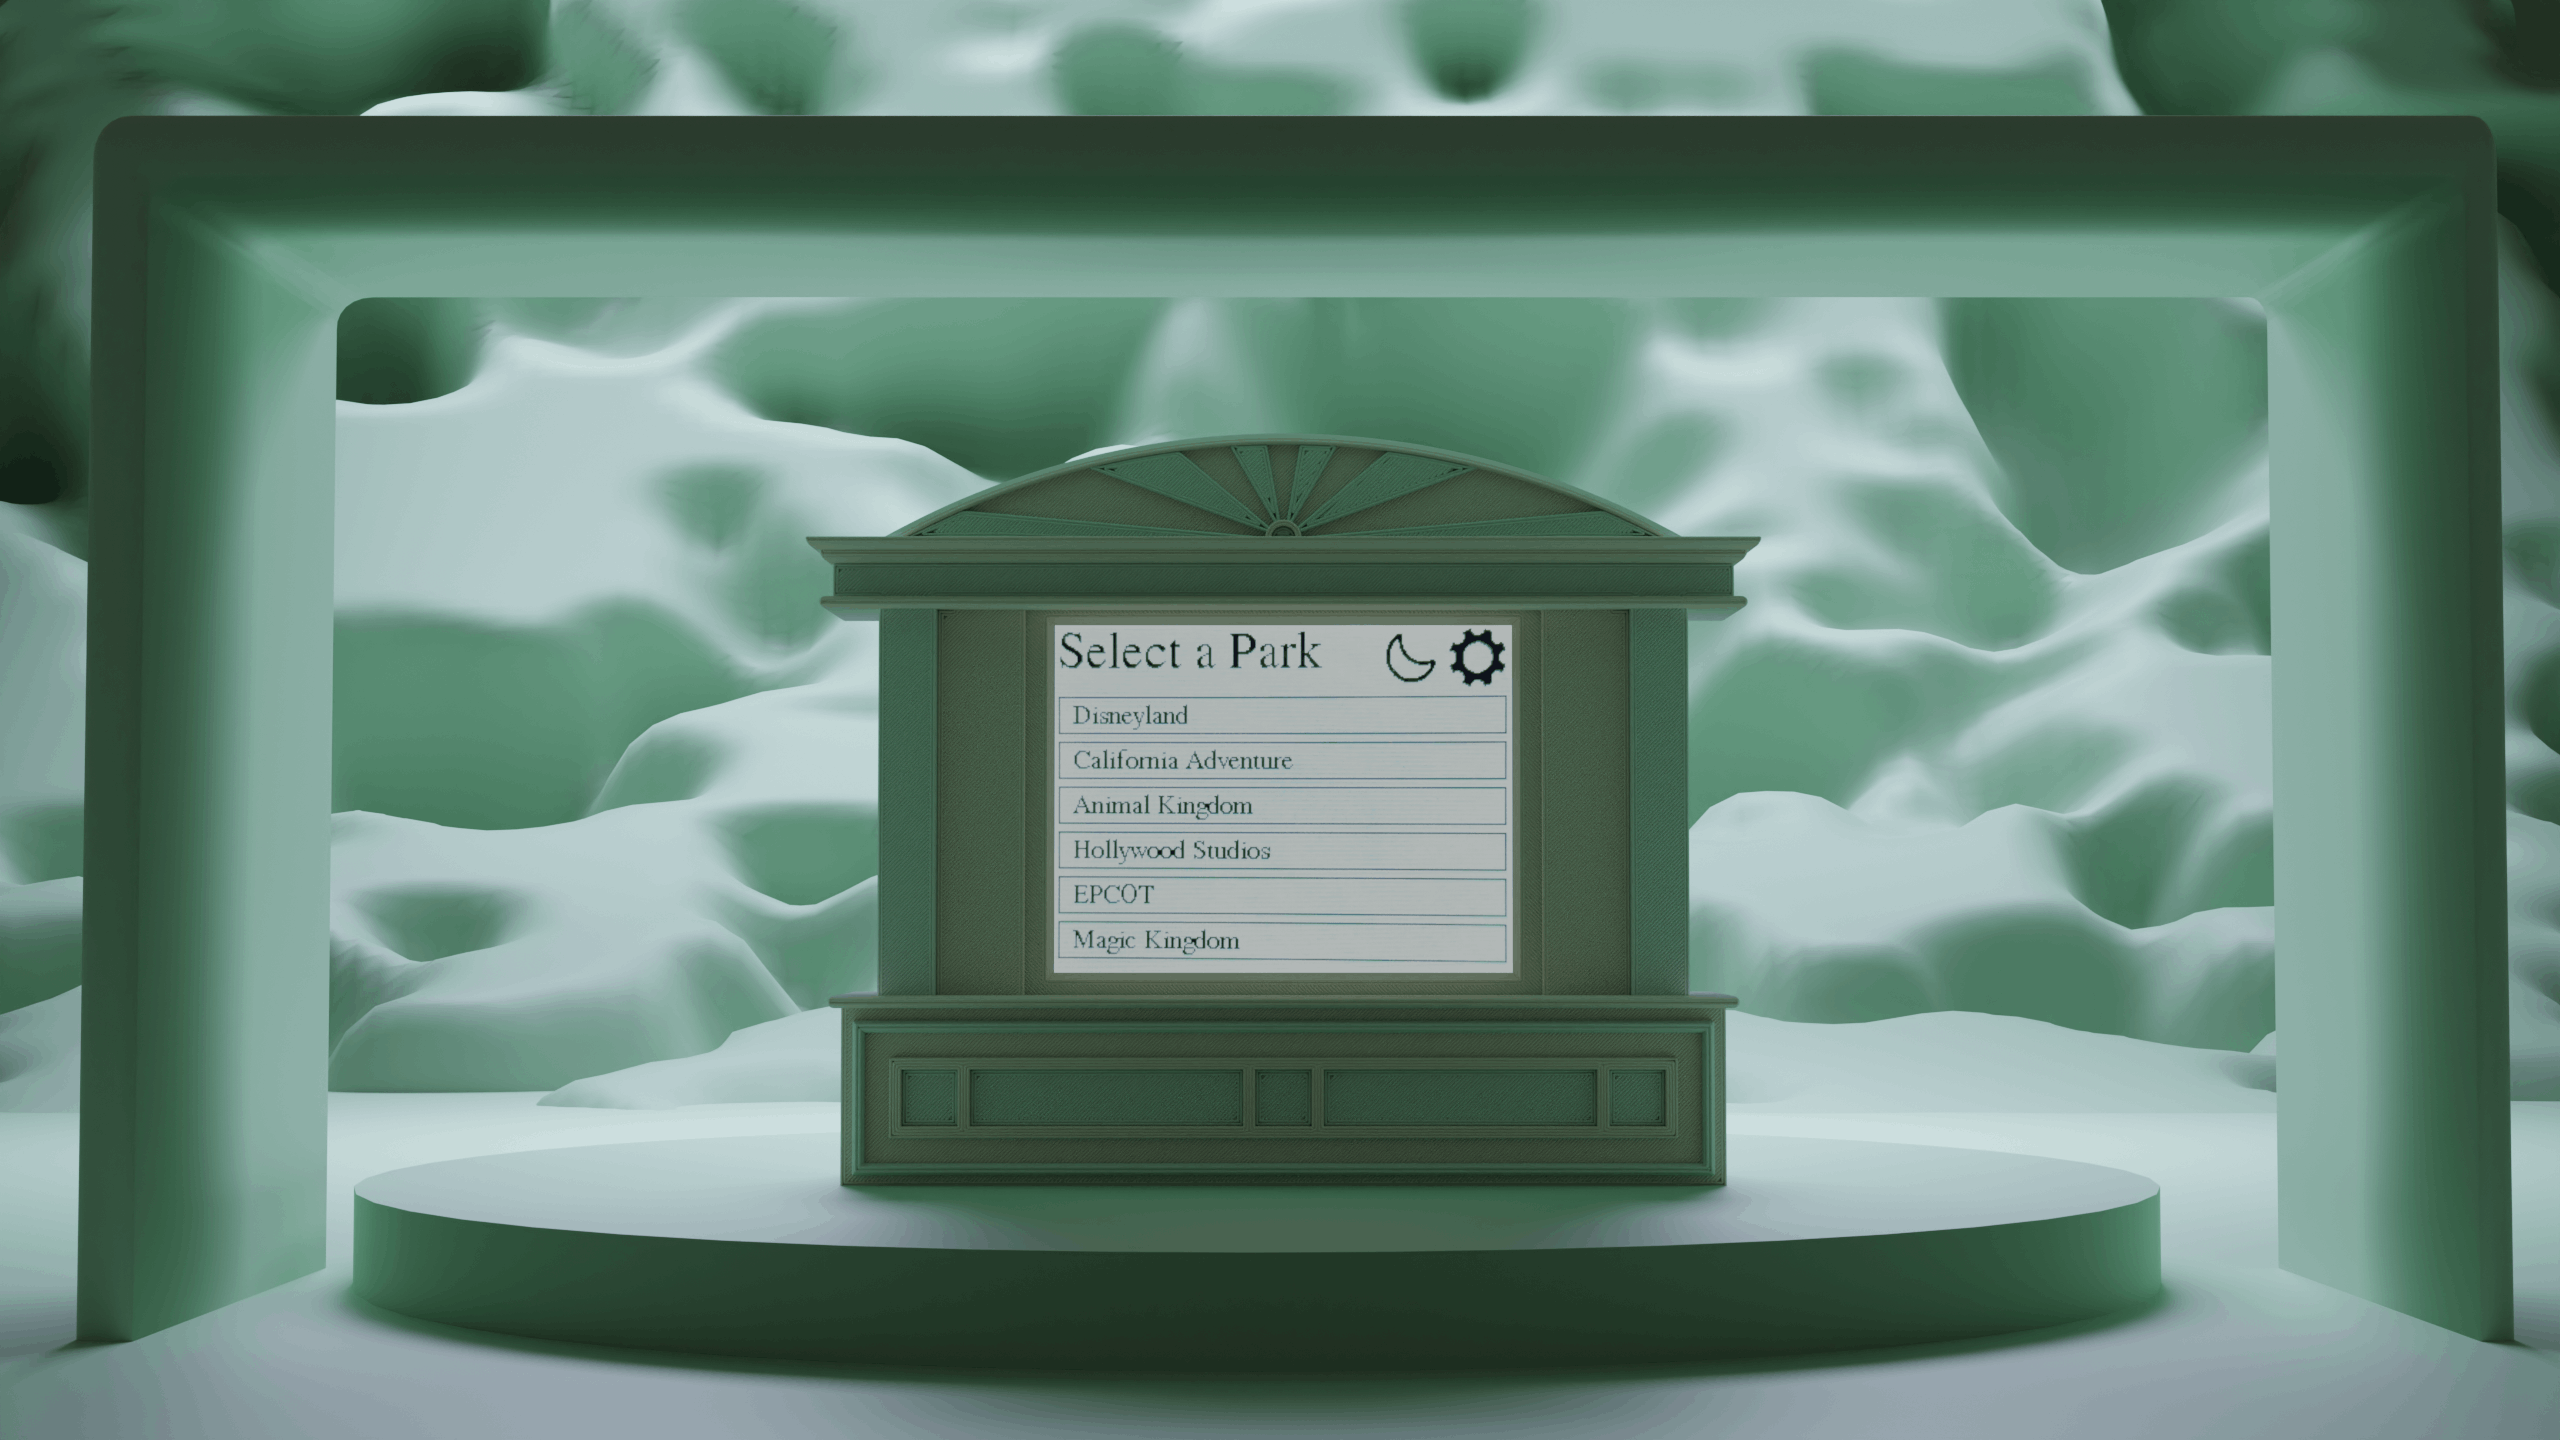 Select a Park
Disneyland
California Adventure
Animal Kingdom
Hollywood Studios
EPCOT
Magic Kingdom